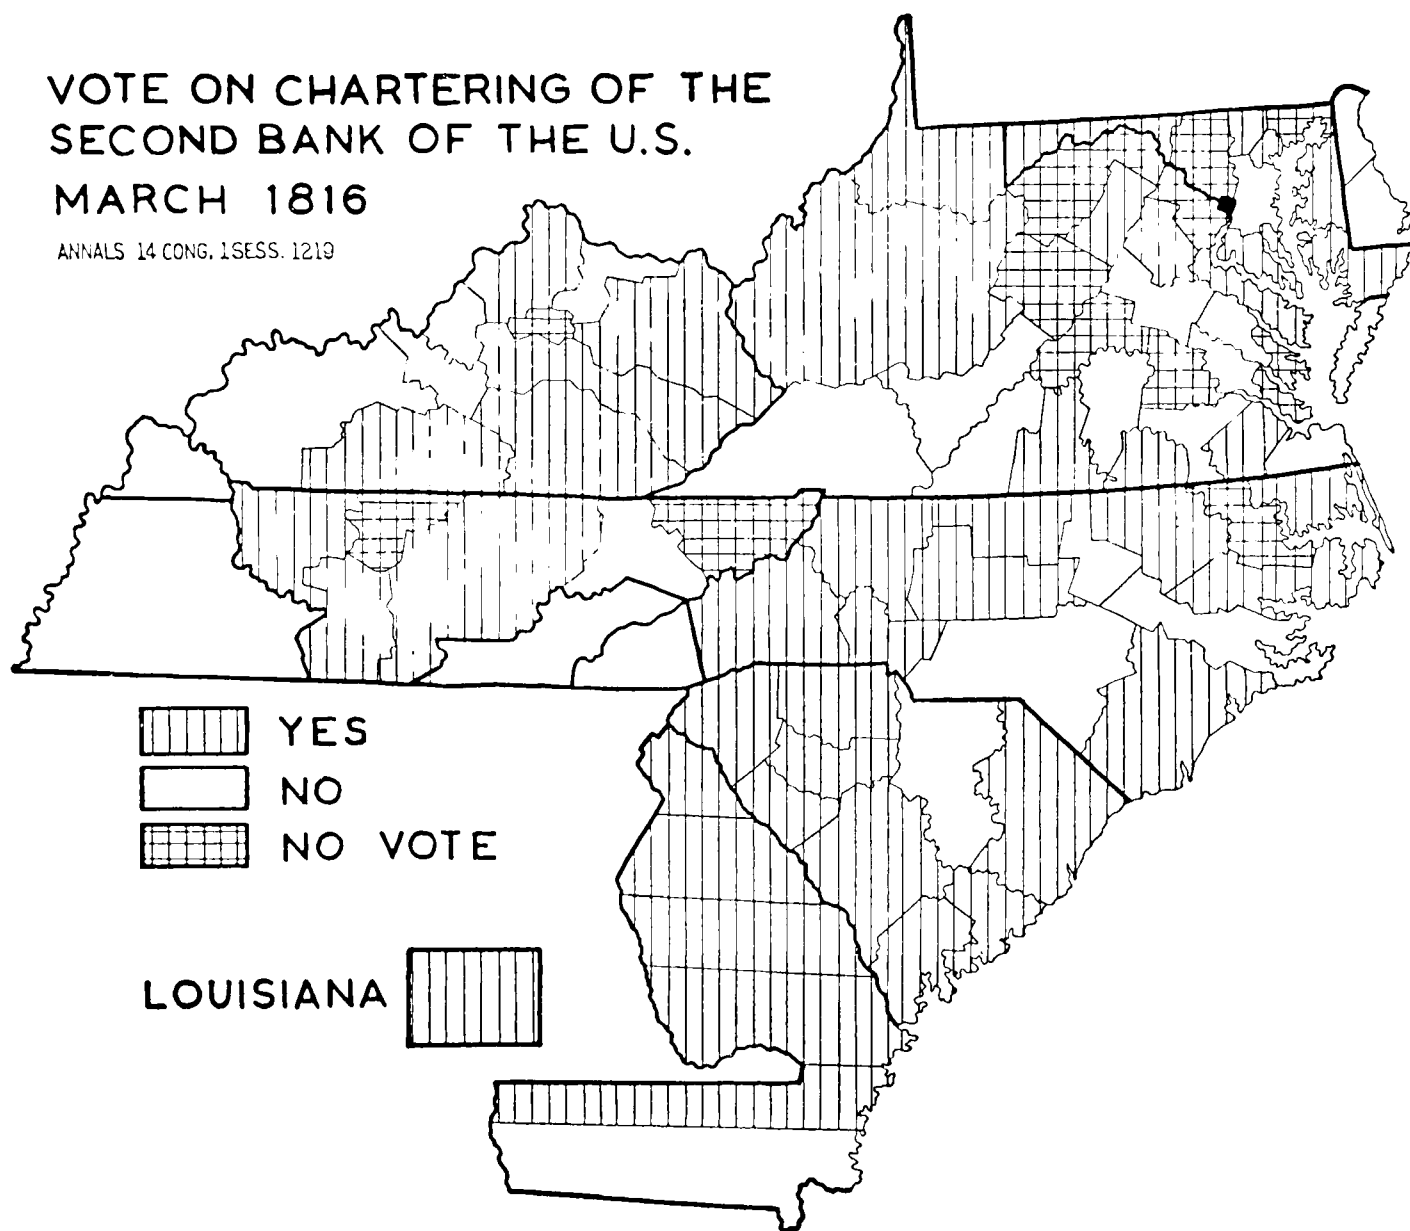 VOTE ON CHARTERING OF THE
SECOND BANK OF THE U.S.
MARCH 1816
ANNALS 14 CONG, 1SESS. 1219
YES
NO
NO VOTE
LOUISIANA